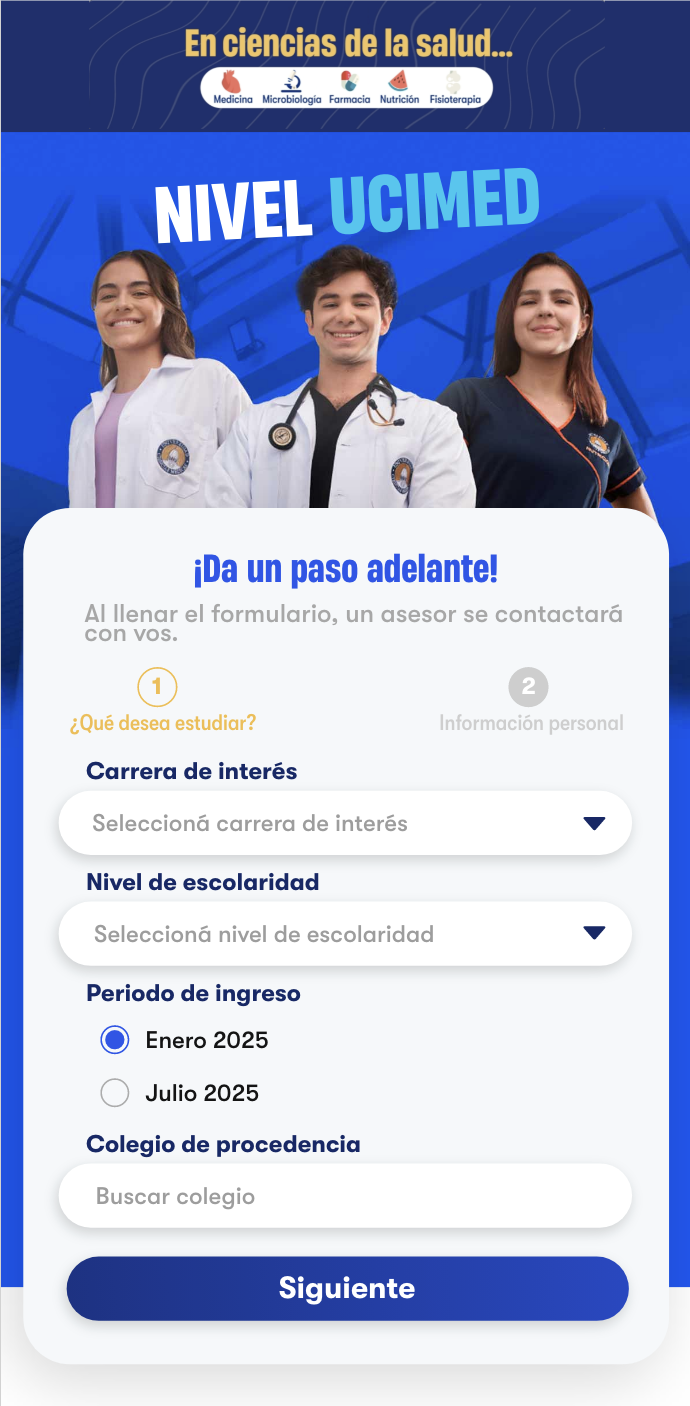 En ciencias de la salud...
Medicina Microbiología Farmacia Nutrición Fisioterapia
NIVEL UCIMED
¡Da un paso adelante!
Al llenar el formulario, un asesor se contactará
con vos.
1 2
¿Qué desea estudiar? Información personal
Carrera de interés
Seleccioná carrera de interés
Nivel de escolaridad
Seleccioná nivel de escolaridad
Periodo de ingreso
Enero 2025
Julio 2025
Colegio de procedencia
Buscar colegio
Siguiente